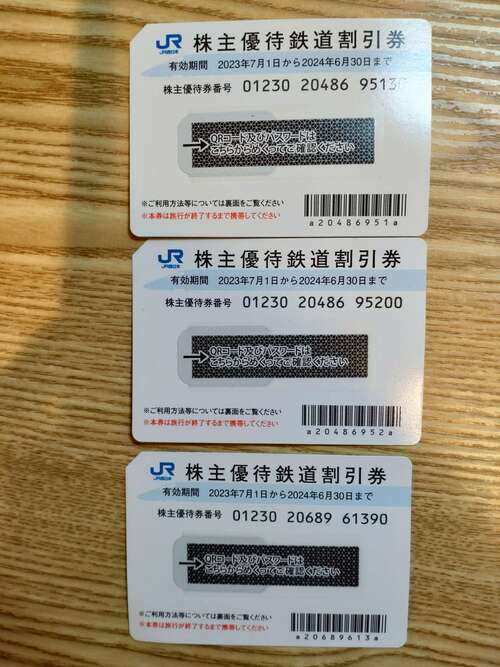 JR
JR西日本
株主優待鉄道割引券
有効期間 2023年7月1日から2024年6月30日まで
株主優待券番号 01230 20486 9513
QRコード及びパスワードは
こちらからめくってご確認ください
※ご利用方法等については裏面をご覧ください
※本券は旅行が終了するまで携帯してください
a20486951a
JR
JR西日本
株主優待鉄道割引券
有効期間 2023年7月1日から2024年6月30日まで
株主優待券番号 01230 20486 95200
QRコード及びパスワードは
こちらからめくってご確認ください
※ご利用方法等については裏面をご覧ください
※本券は旅行が終了するまで携帯してください
a20486952a
JR
JR西日本
株主優待鉄道割引券
有効期間 2023年7月1日から2024年6月30日まで
株主優待券番号 01230 20689 61390
QRコード及びパスワードは
こちらからめくってご確認ください
※ご利用方法等については裏面をご覧ください
※本券は旅行が終了するまで携帯してください
a20689613a